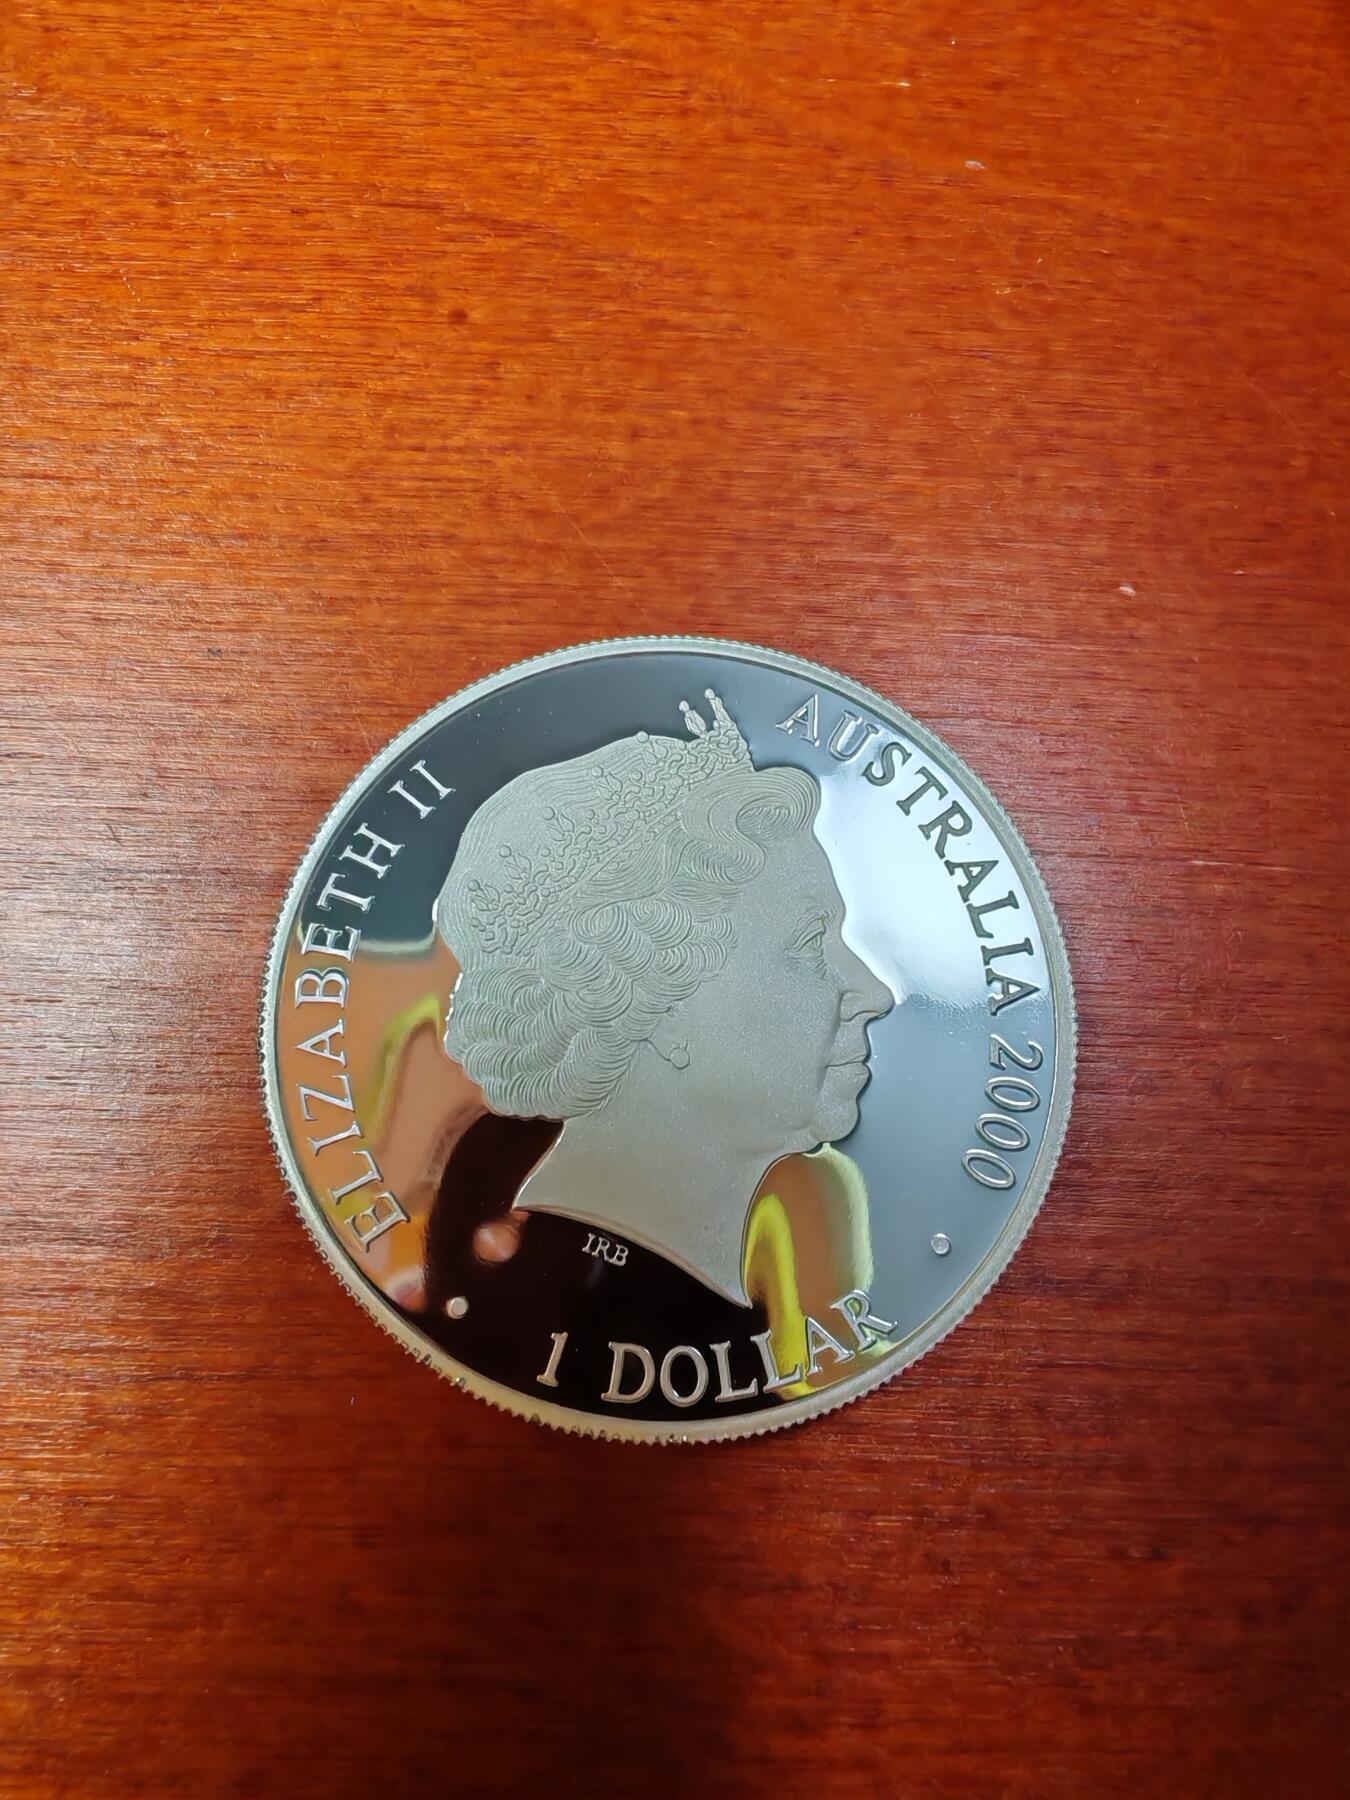 ELIZABETH II
AUSTRALIA 2000
IRB
1 DOLLAR